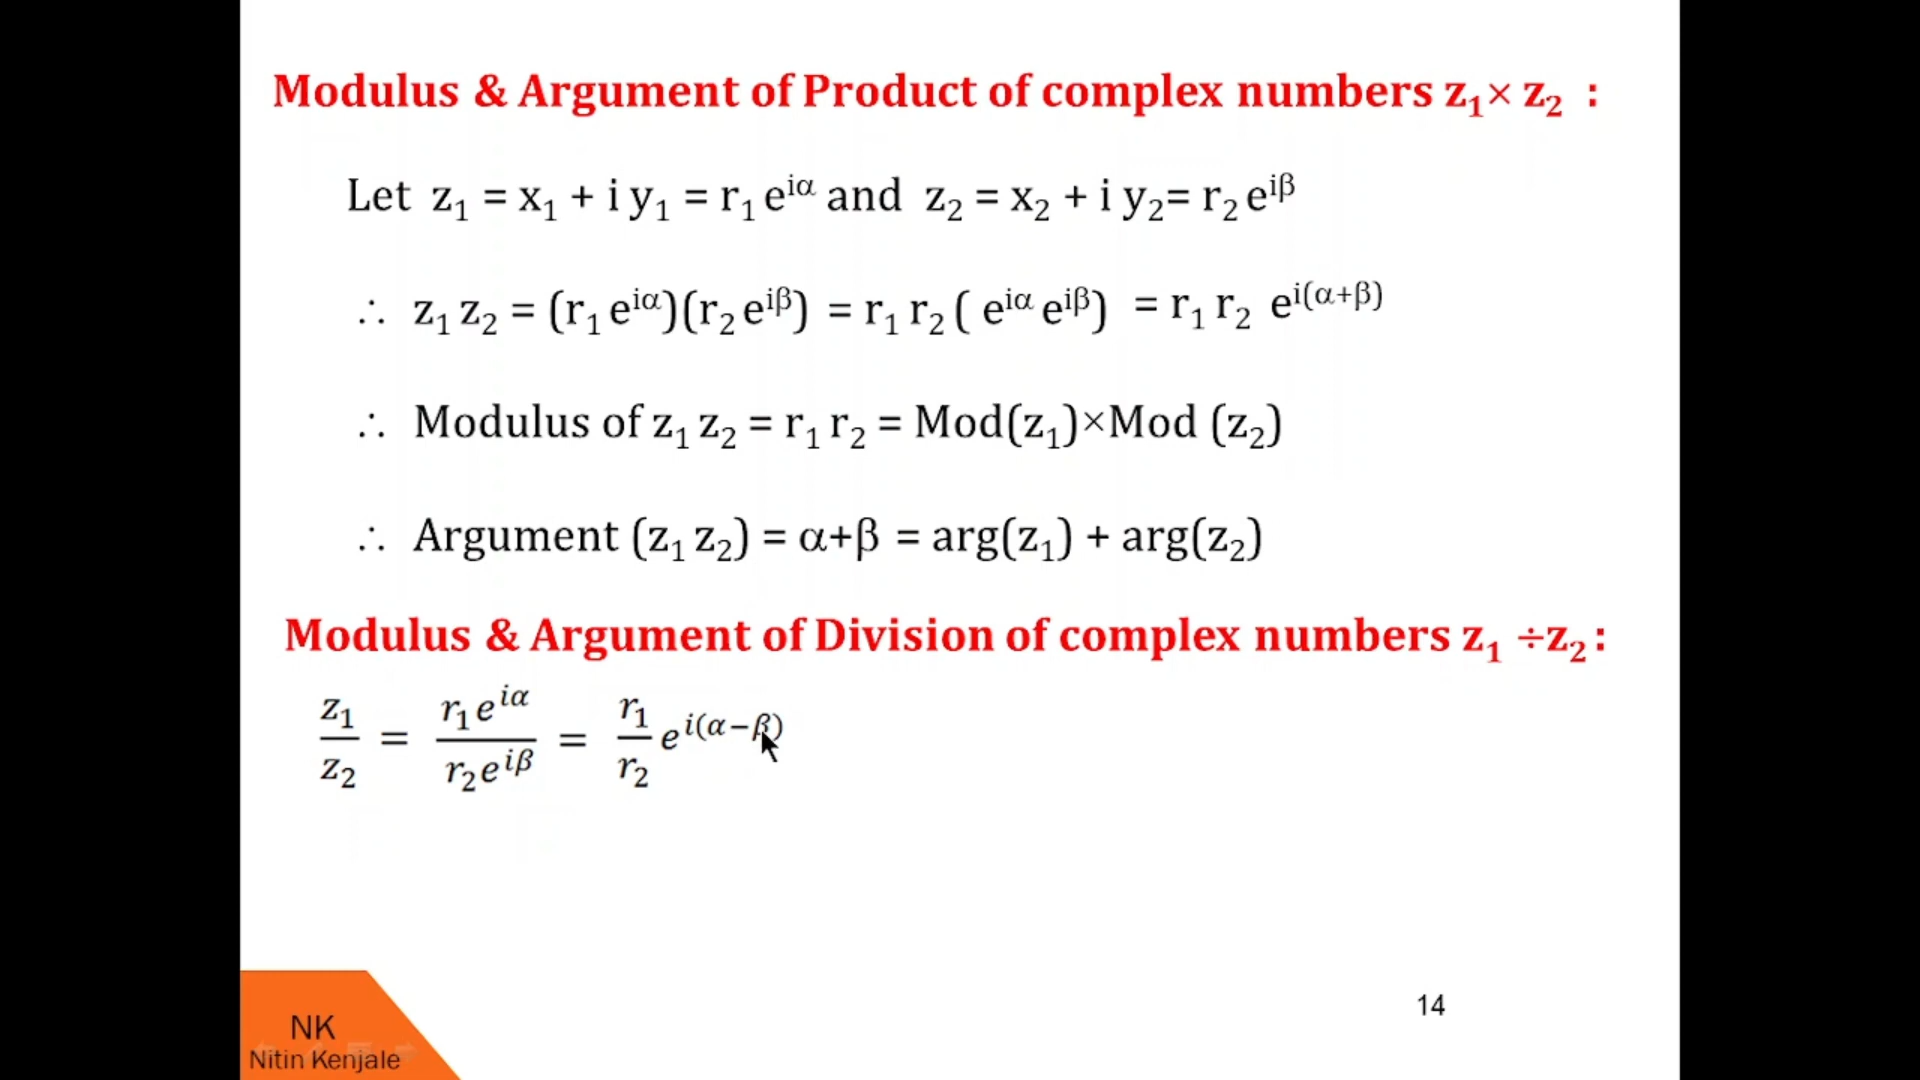 Modulus & Argument of Product of complex numbers z₁× z₂ :
Let z₁ = x₁ + i y₁ = r₁ e^{iα} and z₂ = x₂ + i y₂= r₂ e^{iβ}
∴ z₁ z₂ = (r₁ e^{iα})(r₂ e^{iβ}) = r₁ r₂ ( e^{iα} e^{iβ}) = r₁ r₂ e^{i(α+β)}
∴ Modulus of z₁ z₂ = r₁ r₂ = Mod(z₁)×Mod (z₂)
∴ Argument (z₁ z₂) = α+β = arg(z₁) + arg(z₂)
Modulus & Argument of Division of complex numbers z₁ ÷z₂ :
\frac{z₁}{z₂} = \frac{r₁e^{iα}}{r₂e^{iβ}} = \frac{r₁}{r₂} e^{i(α−β)}
14
NK
Nitin Kenjale